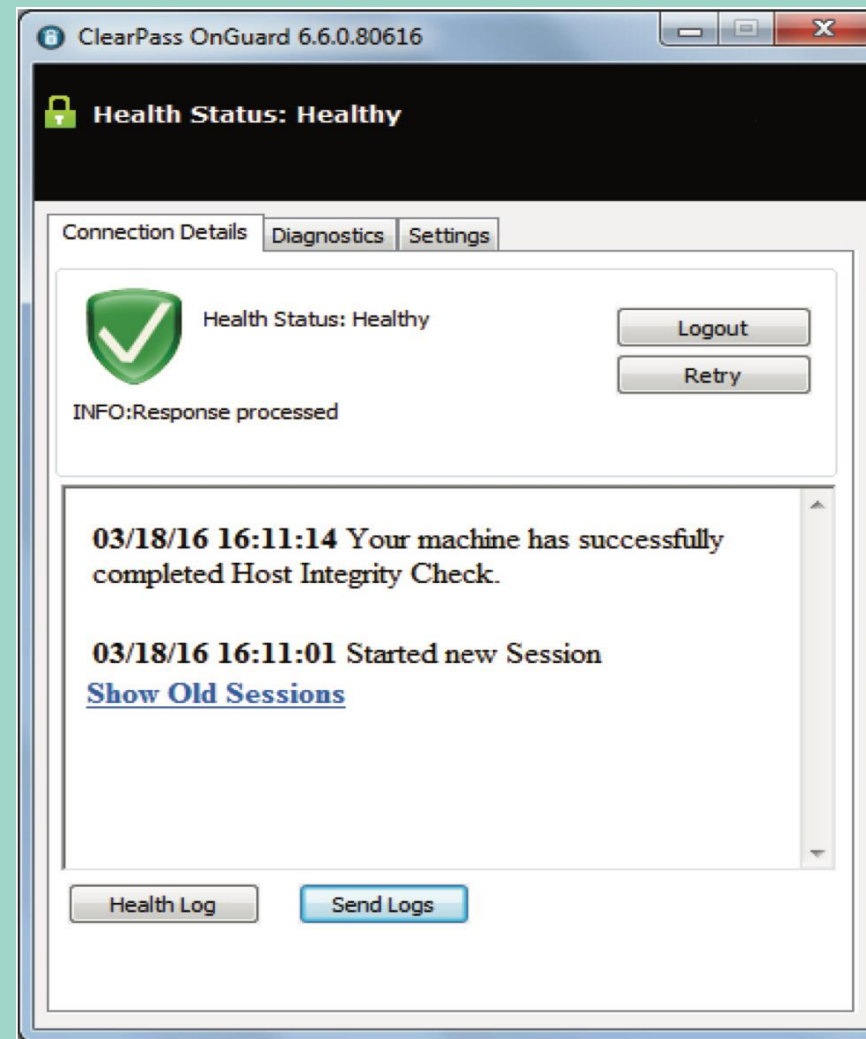 ClearPass OnGuard 6.6.0.80616
Health Status: Healthy
Connection Details Diagnostics Settings
Health Status: Healthy
Logout
Retry
INFO:Response processed
03/18/16 16:11:14 Your machine has successfully
completed Host Integrity Check.
03/18/16 16:11:01 Started new Session
Show Old Sessions
Health Log Send Logs